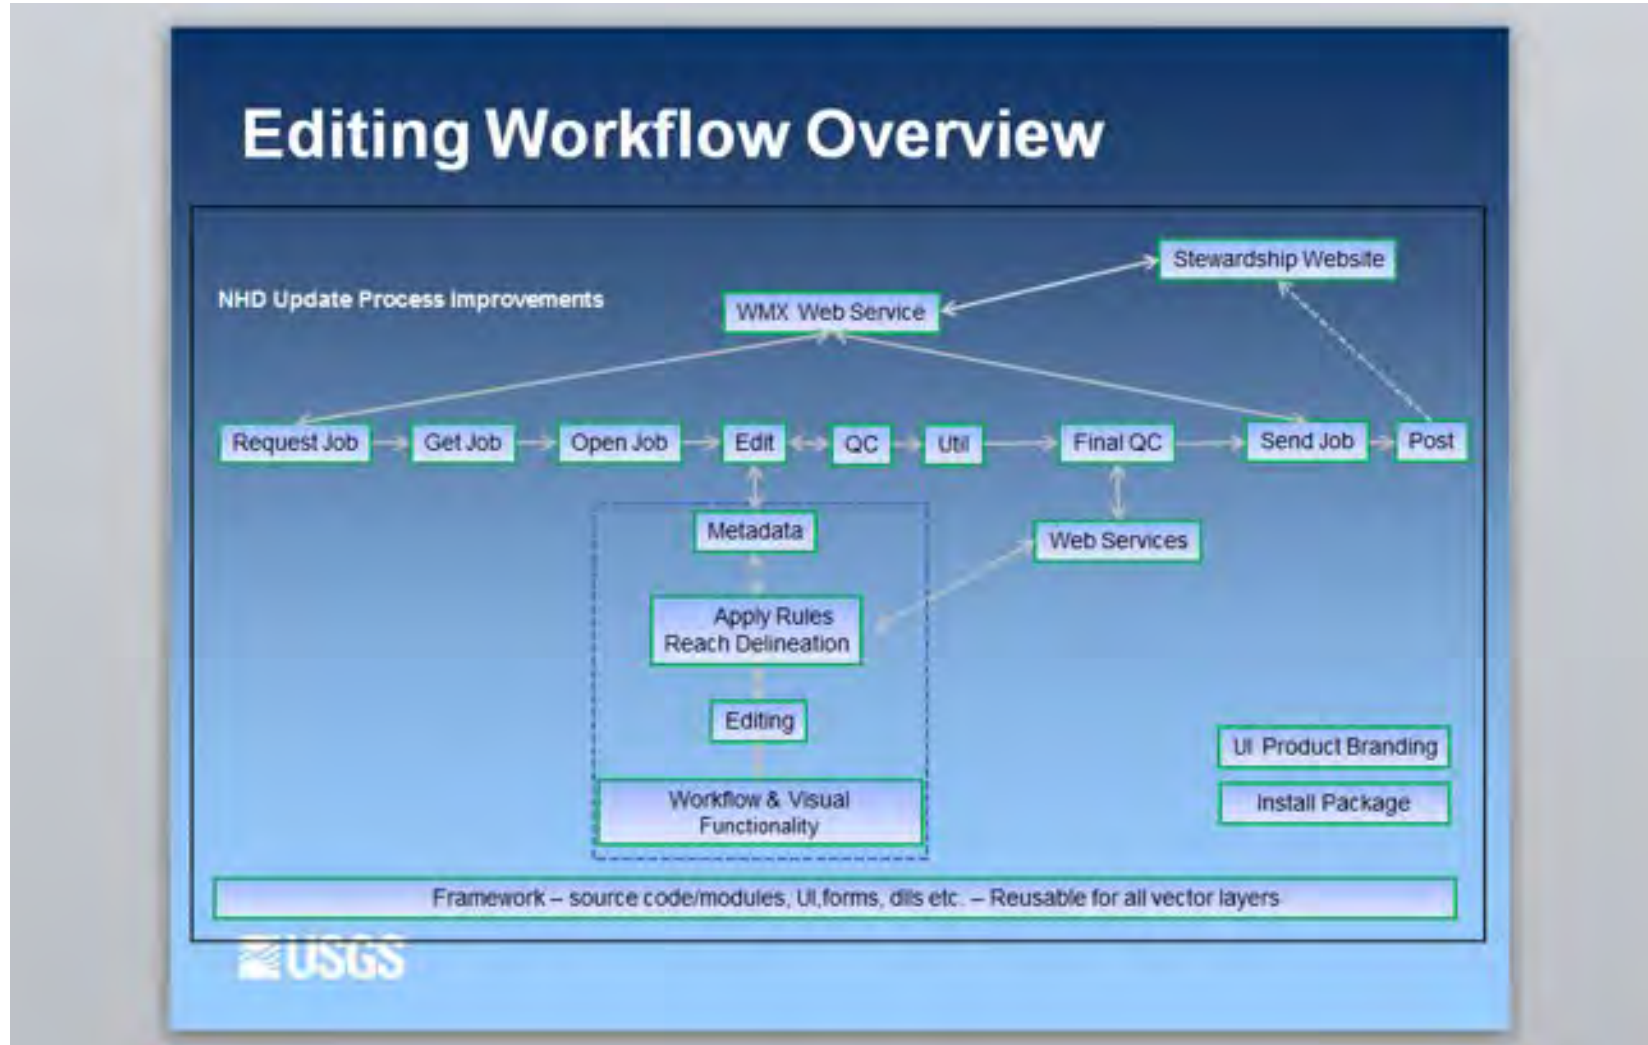 Editing Workflow Overview
NHD Update Process Improvements
Stewardship Website
WMX Web Service
Request Job
Get Job
Open Job
Edit
QC
Util
Final QC
Send Job
Post
Metadata
Web Services
Apply Rules
Reach Delineation
Editing
UI Product Branding
Workflow & Visual
Functionality
Install Package
Framework – source code/modules, UI,forms, dlls etc. – Reusable for all vector layers
USGS